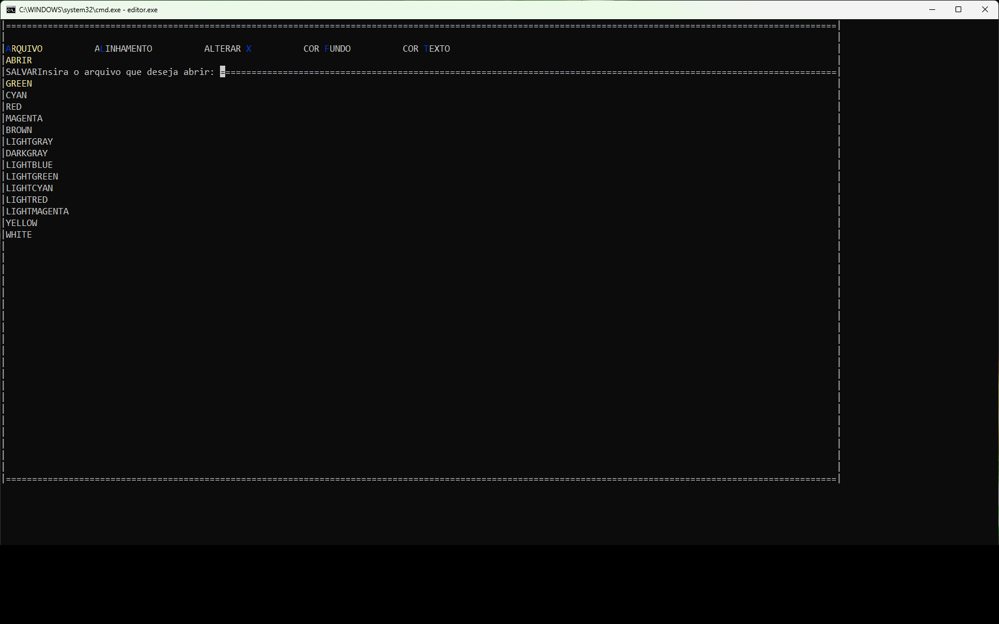 C:\WINDOWS\system32\cmd.exe - editor.exe
|===============================================================================================================================================================|
ARQUIVO ALINHAMENTO ALTERAR X COR FUNDO COR TEXTO
|ABRIR
|SALVARInsira o arquivo que deseja abrir: =====================================================================================================================|
|GREEN
|CYAN
|RED
|MAGENTA
|BROWN
|LIGHTGRAY
|DARKGRAY
|LIGHTBLUE
|LIGHTGREEN
|LIGHTCYAN
|LIGHTRED
|LIGHTMAGENTA
|YELLOW
|WHITE
|===============================================================================================================================================================|